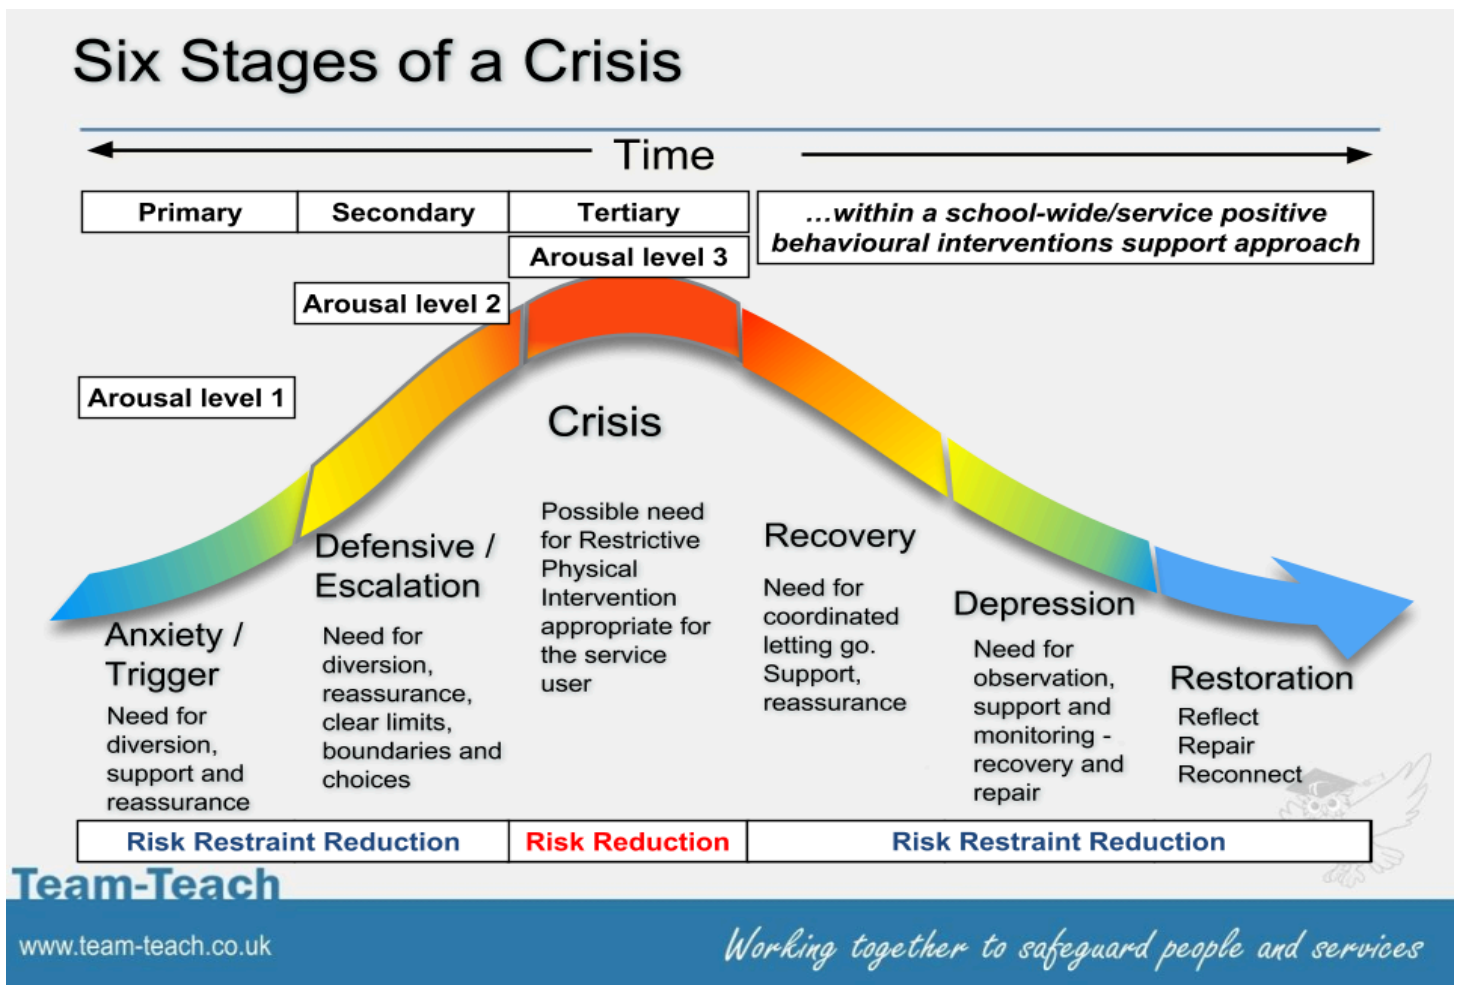 Six Stages of a Crisis
Time
Primary
Secondary
Tertiary
...within a school-wide/service positive
behavioural interventions support approach
Arousal level 3
Arousal level 2
Arousal level 1
Anxiety /
Trigger
Need for
diversion,
support and
reassurance
Defensive /
Escalation
Need for
diversion,
reassurance,
clear limits,
boundaries and
choices
Crisis
Possible need
for Restrictive
Physical
Intervention
appropriate for
the service
user
Recovery
Need for
coordinated
letting go.
Support,
reassurance
Depression
Need for
observation,
support and
monitoring -
recovery and
repair
Restoration
Reflect
Repair
Reconnect
Risk Restraint Reduction
Risk Reduction
Risk Restraint Reduction
Team-Teach
www.team-teach.co.uk
Working together to safeguard people and services